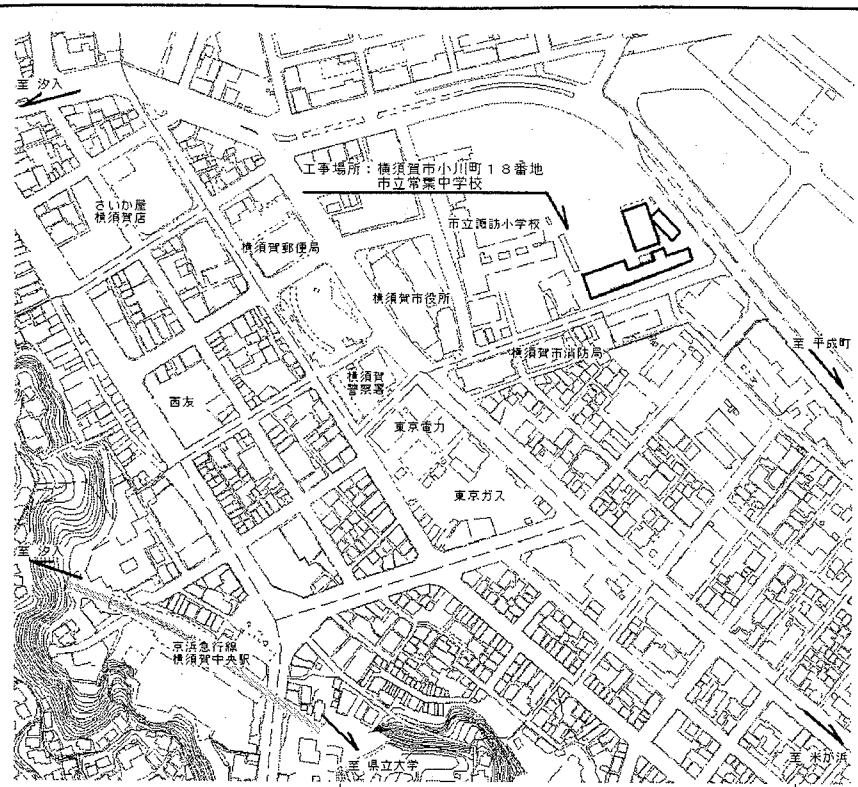 至 汐入
工事場所：横須賀市小川町１８番地
市立常葉中学校
さいか屋
横須賀店
市立諏訪小学校
横須賀郵便局
横須賀市役所
至 平成町
横須賀市消防局
横須賀
警察署
西友
東京電力
東京ガス
至 汐入
京浜急行線
横須賀中央駅
至 県立大学
至 米が浜